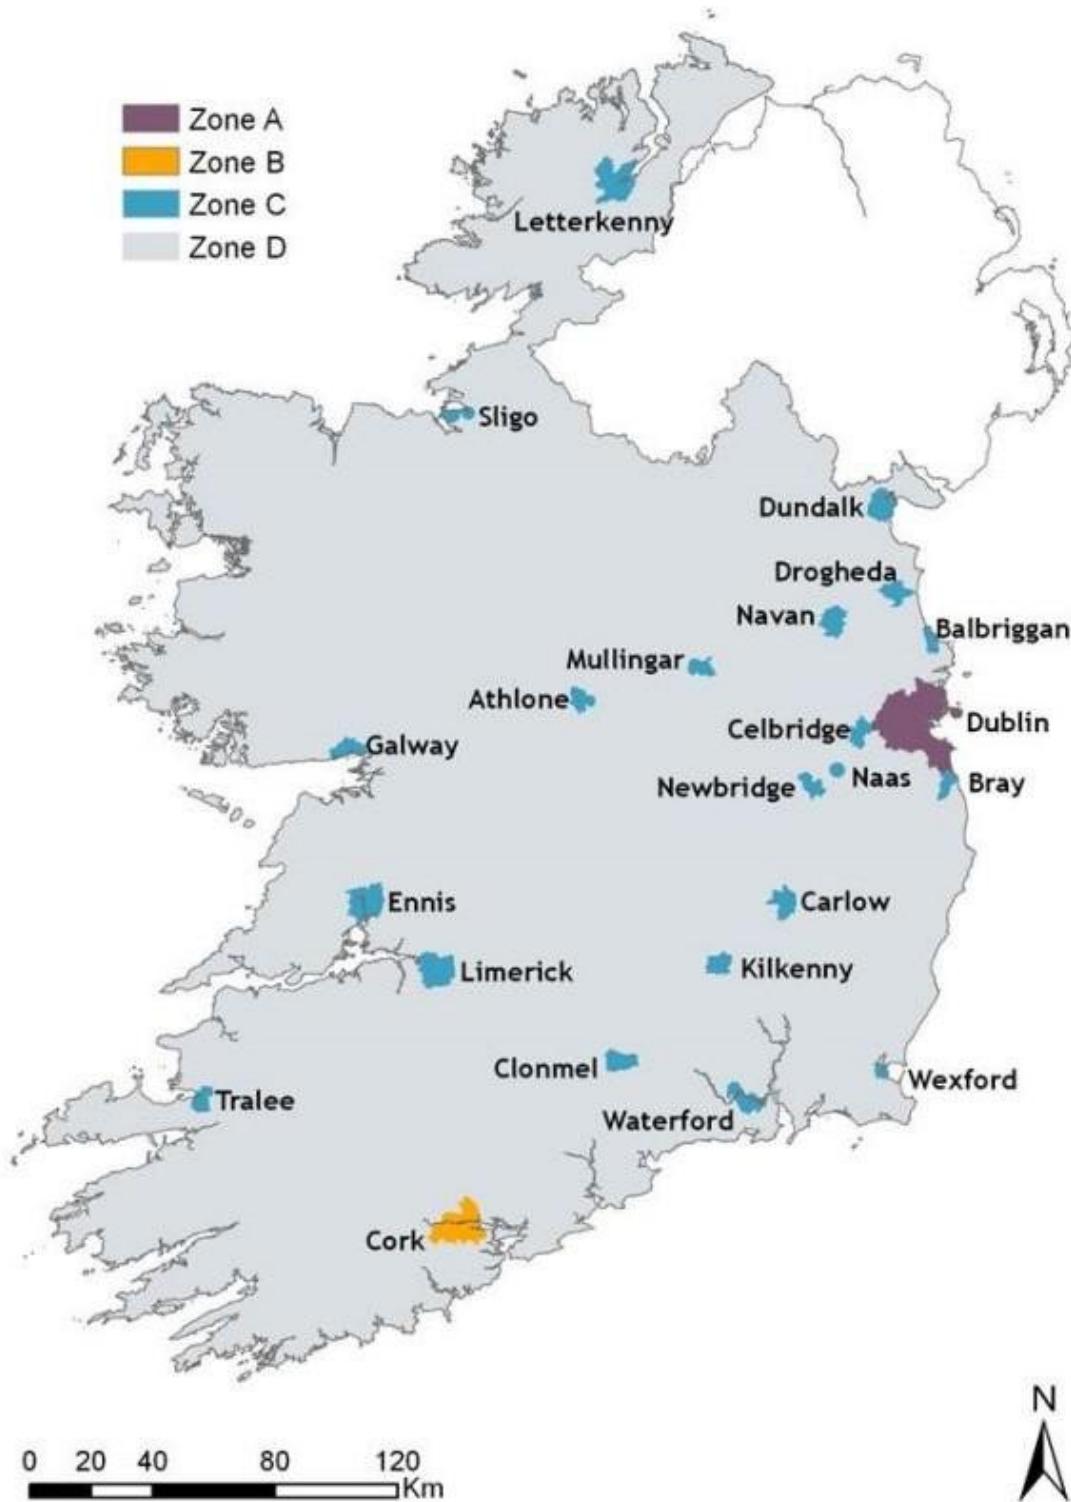 Zone A
Zone B
Zone C
Zone D
Letterkenny
Sligo
Dundalk
Drogheda
Navan
Balbriggan
Mullingar
Athlone
Dublin
Celbridge
Galway
Naas
Bray
Newbridge
Ennis
Carlow
Kilkenny
Limerick
Clonmel
Wexford
Tralee
Waterford
Cork
N
0 20 40 80 120
Km